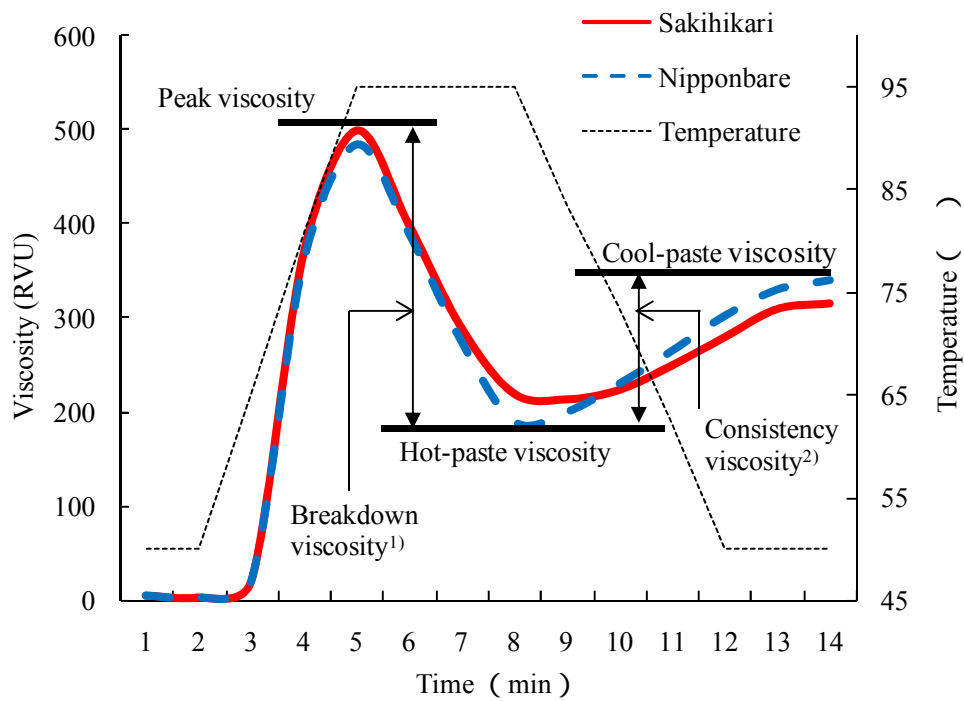 Sakihikari
Nipponbare
Temperature
Peak viscosity
Cool-paste viscosity
Hot-paste viscosity
Breakdown
viscosity1)
Consistency
viscosity2)
Viscosity (RVU)
600
500
400
300
200
100
0
Temperature ( )
95
85
75
65
55
45
1 2 3 4 5 6 7 8 9 10 11 12 13 14
Time ( min )